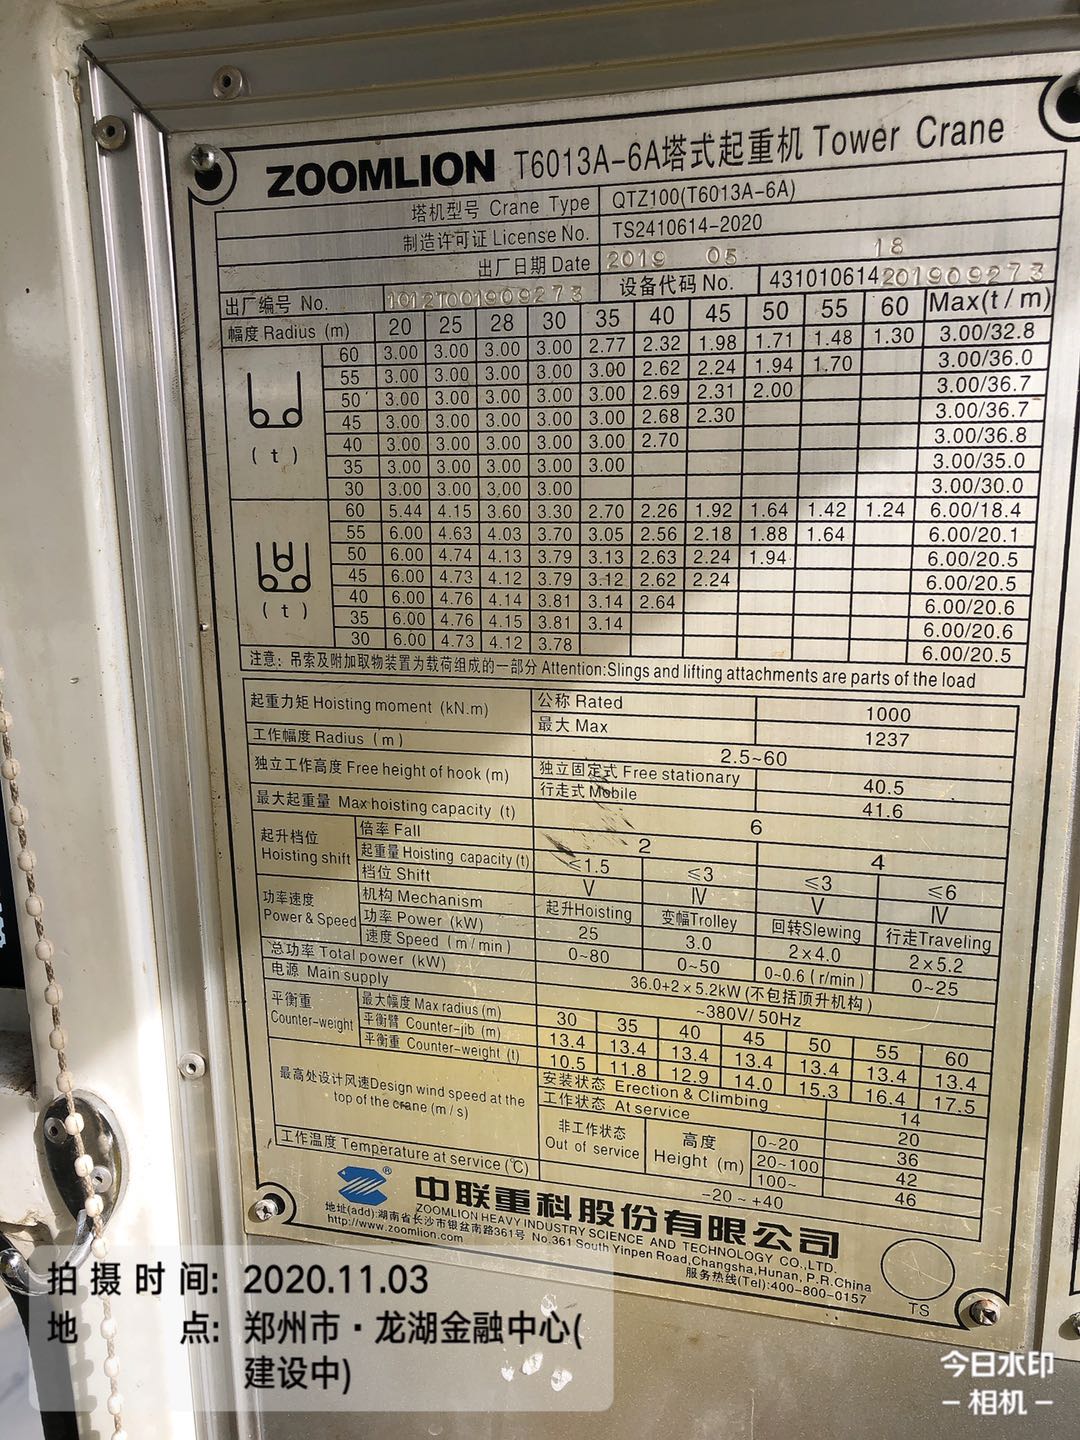 ZOOMLION T6013A-6A塔式起重机 Tower Crane
塔机型号 Crane Type QTZ100(T6013A-6A)
制造许可证 License No. TS2410614-2020
出厂日期 Date 2019 05 18
出厂编号 No. 1012T001909273 设备代码 No. 431010614201909273
幅度 Radius (m) 20 25 28 30 35 40 45 50 55 60 Max(t/m)
60 3.00 3.00 3.00 3.00 2.77 2.32 1.98 1.71 1.48 1.30 3.00/32.8
55 3.00 3.00 3.00 3.00 3.00 2.62 2.24 1.94 1.70 3.00/36.0
50 3.00 3.00 3.00 3.00 3.00 2.69 2.31 2.00 3.00/36.7
45 3.00 3.00 3.00 3.00 3.00 2.68 2.30 3.00/36.7
40 3.00 3.00 3.00 3.00 3.00 2.70 3.00/36.8
(t)
35 3.00 3.00 3.00 3.00 3.00 3.00/35.0
30 3.00 3.00 3.00 3.00 3.00/30.0
60 5.44 4.15 3.60 3.30 2.70 2.26 1.92 1.64 1.42 1.24 6.00/18.4
55 6.00 4.63 4.03 3.70 3.05 2.56 2.18 1.88 1.64 6.00/20.1
50 6.00 4.74 4.13 3.79 3.13 2.63 2.24 1.94 6.00/20.5
45 6.00 4.73 4.12 3.79 3.12 2.62 2.24 6.00/20.5
40 6.00 4.76 4.14 3.81 3.14 2.64 6.00/20.6
(t)
35 6.00 4.76 4.15 3.81 3.14 6.00/20.6
30 6.00 4.73 4.12 3.78 6.00/20.5
注意: 吊索及附加取物装置为载荷组成的一部分 Attention:Slings and lifting attachments are parts of the load
起重力矩 Hoisting moment (kN.m) 公称 Rated 1000
最大 Max 1237
工作幅度 Radius (m) 2.5~60
独立工作高度 Free height of hook (m) 独立固定式 Free stationary 40.5
行走式 Mobile 41.6
最大起重量 Max hoisting capacity (t) 6
起升档位 Hoisting shift 倍率 Fall 2 4
起重量 Hoisting capacity (t) ≤1.5 ≤3 ≤3 ≤6
档位 Shift V IV V IV
功率速度 Power & Speed 机构 Mechanism 起升Hoisting 变幅Trolley 回转Slewing 行走Traveling
功率 Power (kW) 25 3.0 2×4.0 2×5.2
速度 Speed (m/min) 0~80 0~50 0~0.6 (r/min) 0~25
总功率 Total power (kW) 36.0+2×5.2kW (不包括顶升机构)
电源 Main supply ~380V/ 50Hz
平衡重 Counter-weight 最大幅度 Max radius (m) 30 35 40 45 50 55 60
平衡臂 Counter-jib (m) 13.4 13.4 13.4 13.4 13.4 13.4 13.4
平衡重 Counter-weight (t) 10.5 11.8 12.9 14.0 15.3 16.4 17.5
最高处设计风速Design wind speed at the
top of the crane (m/s)
安装状态 Erection & Climbing 14
工作状态 At service 20
非工作状态 Out of service 高度 Height (m) 0~20 36
20~100 42
100~ 46
工作温度 Temperature at service (℃) -20~+40
®
中联重科股份有限公司
ZOOMLION HEAVY INDUSTRY SCIENCE AND TECHNOLOGY CO.,LTD.
地址(add):湖南省长沙市银盆南路361号 No.361 South Yinpen Road,Changsha,Hunan, P.R.China
http://www.zoomlion.com 服务热线(Tel):400-800-0157
TS
拍摄时间: 2020.11.03
地点: 郑州市·龙湖金融中心(
建设中)
今日水印
相机